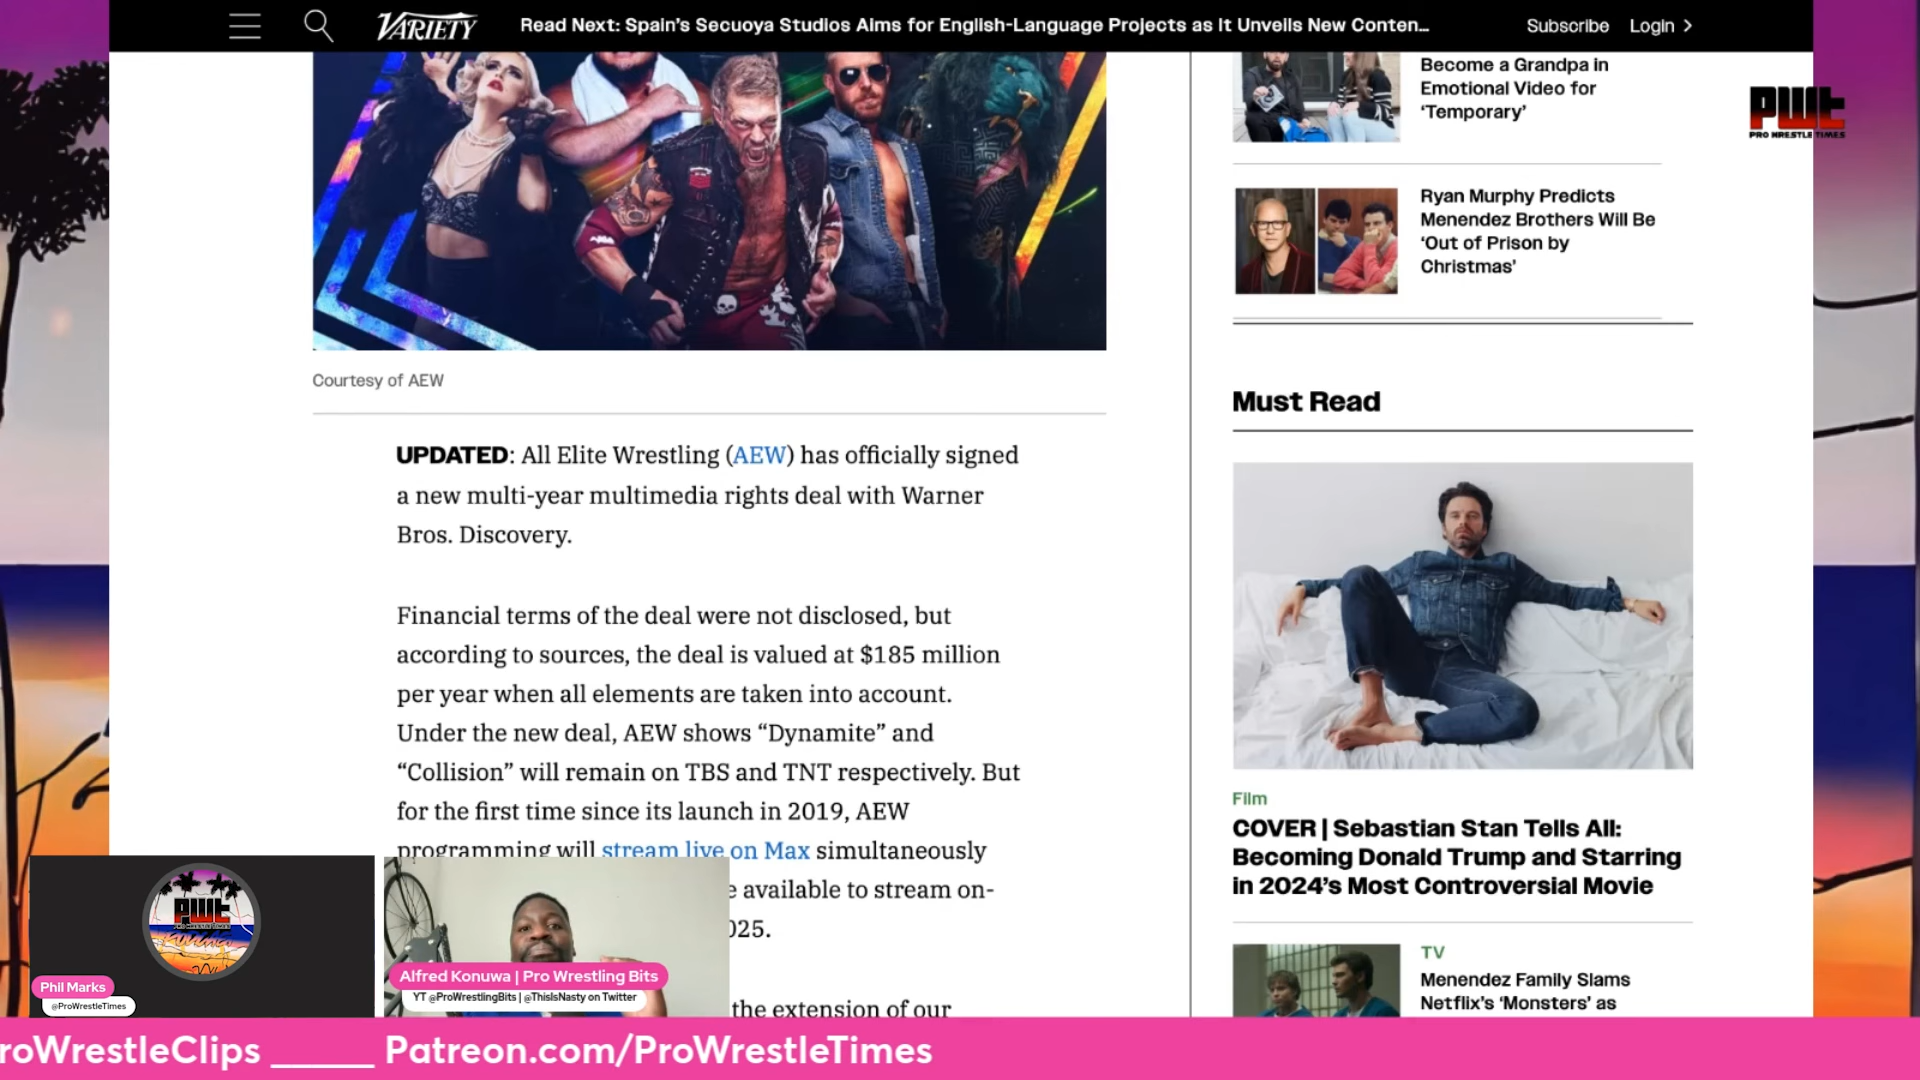 VARIETY
Read Next: Spain's Secuoya Studios Aims for English-Language Projects as It Unveils New Conten...
Subscribe
Login
Courtesy of AEW
UPDATED: All Elite Wrestling (AEW) has officially signed
a new multi-year multimedia rights deal with Warner
Bros. Discovery.
Financial terms of the deal were not disclosed, but
according to sources, the deal is valued at $185 million
per year when all elements are taken into account.
Under the new deal, AEW shows “Dynamite” and
“Collision” will remain on TBS and TNT respectively. But
for the first time since its launch in 2019, AEW
programming will stream live on Max simultaneously
e available to stream on-
025.
the extension of our
Become a Grandpa in
Emotional Video for
‘Temporary’
Ryan Murphy Predicts
Menendez Brothers Will Be
‘Out of Prison by
Christmas’
Must Read
Film
COVER | Sebastian Stan Tells All:
Becoming Donald Trump and Starring
in 2024’s Most Controversial Movie
TV
Menendez Family Slams
Netflix’s ‘Monsters’ as
PWT
PRO WRESTLE TIMES
PWT
Phil Marks
@ProWrestleTimes
Alfred Konuwa | Pro Wrestling Bits
YT @ProWrestlingBits | @ThisIsNasty on Twitter
roWrestleClips _____ Patreon.com/ProWrestleTimes